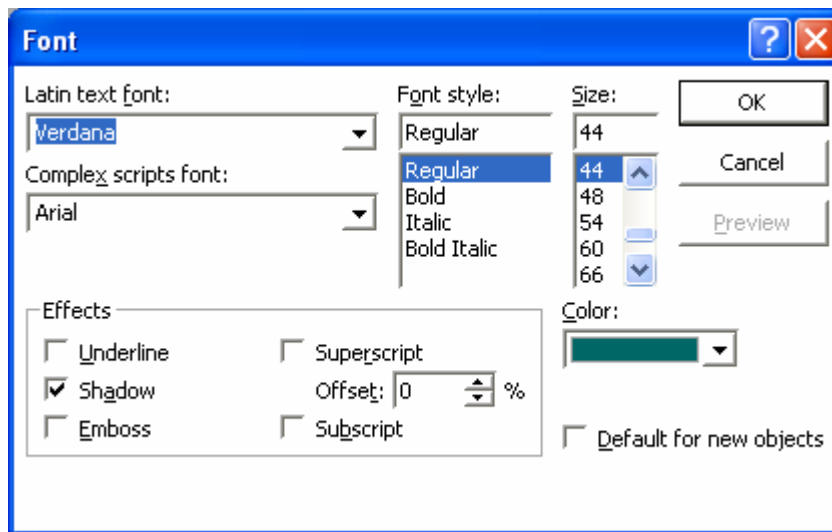 Font
Latin text font:
Verdana
Complex scripts font:
Arial
Font style:
Regular
Regular
Bold
Italic
Bold Italic
Size:
44
44
48
54
60
66
OK
Cancel
Preview
Effects
Underline
Shadow
Emboss
Superscript
Offset: 0 %
Subscript
Color:
Default for new objects